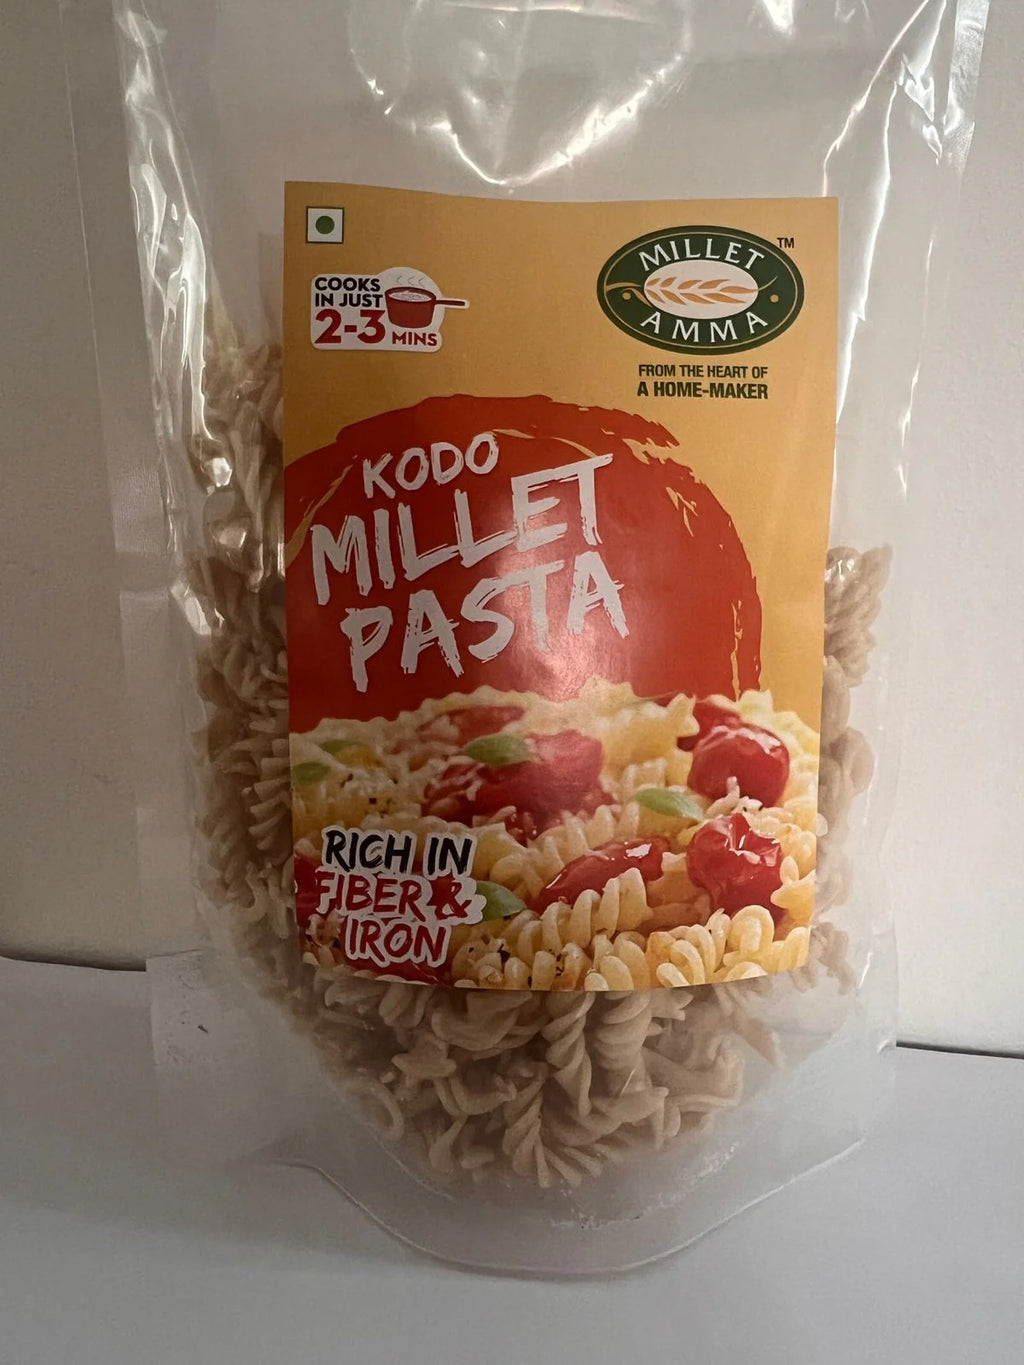 COOKS
IN JUST
2-3 MINS
MILLET
AMMA
TM
FROM THE HEART OF
A HOME-MAKER
KODO
MILLET
PASTA
RICH IN
FIBER &
IRON